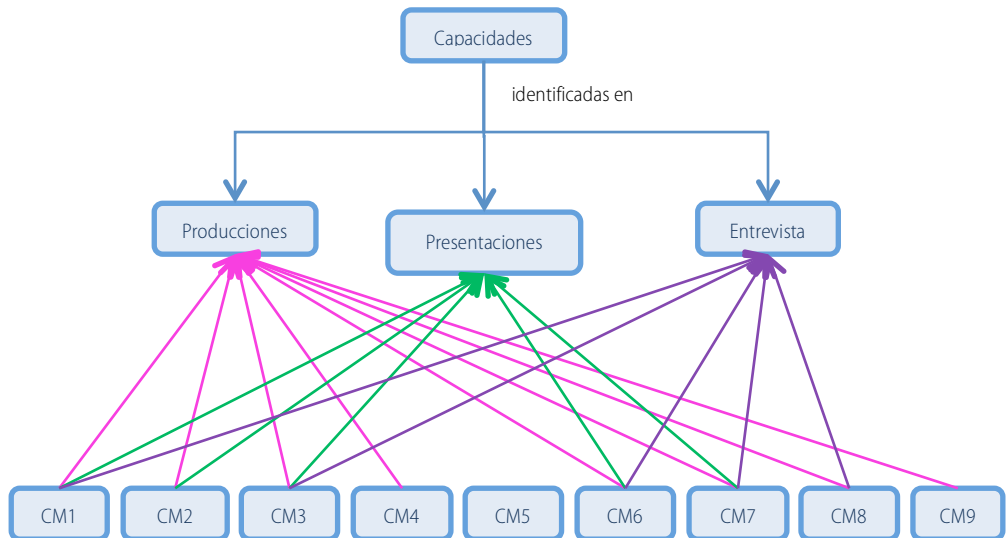 Capacidades
identificadas en
Producciones
Presentaciones
Entrevista
CM1
CM2
CM3
CM4
CM5
CM6
CM7
CM8
CM9